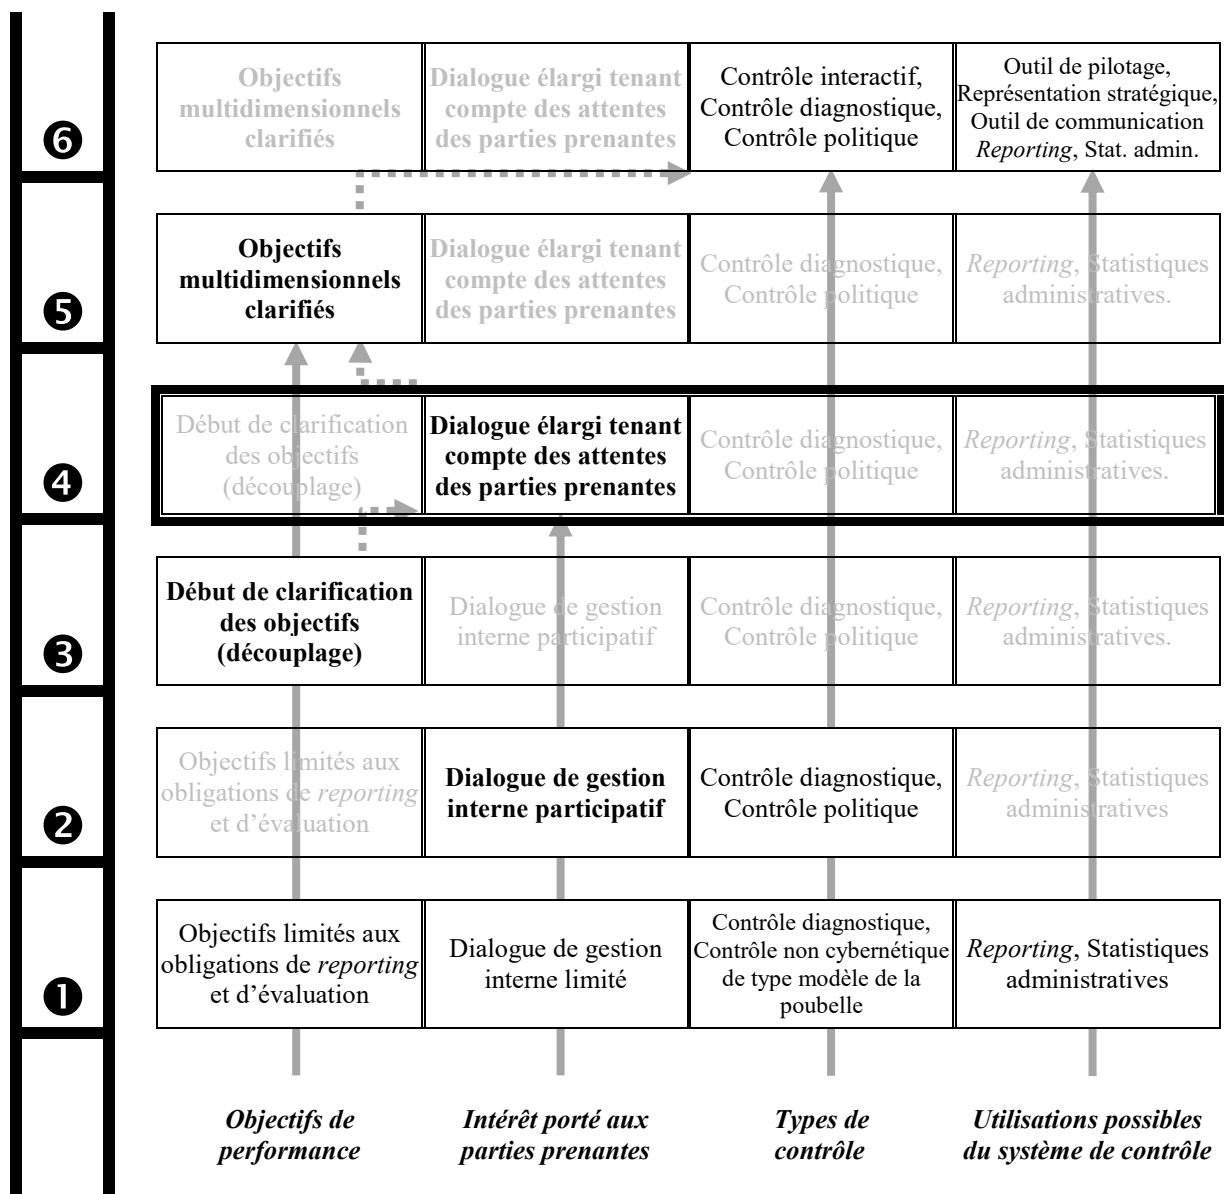 ❻
Objectifs
multidimensionnels
clarifiés
Dialogue élargi tenant
compte des attentes
des parties prenantes
Contrôle interactif,
Contrôle diagnostique,
Contrôle politique
Outil de pilotage,
Représentation stratégique,
Outil de communication
Reporting, Stat. admin.
❺
Objectifs
multidimensionnels
clarifiés
Dialogue élargi tenant
compte des attentes
des parties prenantes
Contrôle diagnostique,
Contrôle politique
Reporting, Statistiques
administratives.
❹
Début de clarification
des objectifs
(découplage)
Dialogue élargi tenant
compte des attentes
des parties prenantes
Contrôle diagnostique,
Contrôle politique
Reporting, Statistiques
administratives.
❸
Début de clarification
des objectifs
(découplage)
Dialogue de gestion
interne participatif
Contrôle diagnostique,
Contrôle politique
Reporting, Statistiques
administratives.
❷
Objectifs limités aux
obligations de reporting
et d’évaluation
Dialogue de gestion
interne participatif
Contrôle diagnostique,
Contrôle politique
Reporting, Statistiques
administratives
❶
Objectifs limités aux
obligations de reporting
et d’évaluation
Dialogue de gestion
interne limité
Contrôle diagnostique,
Contrôle non cybernétique
de type modèle de la
poubelle
Reporting, Statistiques
administratives
Objectifs de
performance
Intérêt porté aux
parties prenantes
Types de
contrôle
Utilisations possibles
du système de contrôle